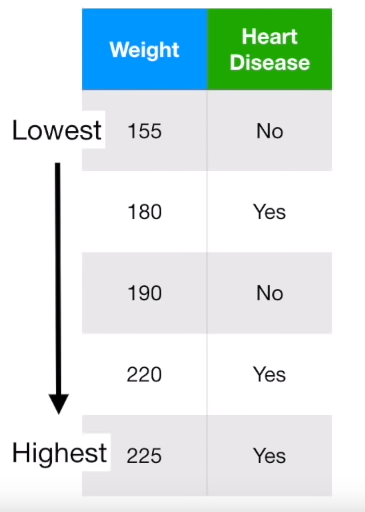 Weight Heart Disease
Lowest 155 No
180 Yes
190 No
220 Yes
Highest 225 Yes